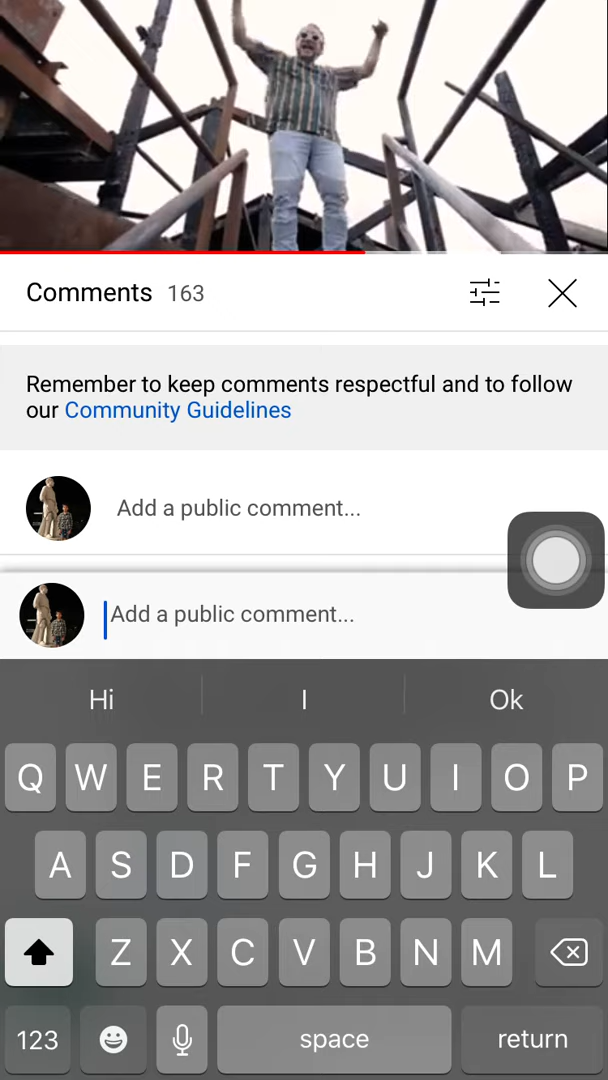 Comments 163
Remember to keep comments respectful and to follow
our Community Guidelines
Add a public comment...
Add a public comment...
Hi I Ok
Q W E R T Y U I O P
A S D F G H J K L
Z X C V B N M
123 space return